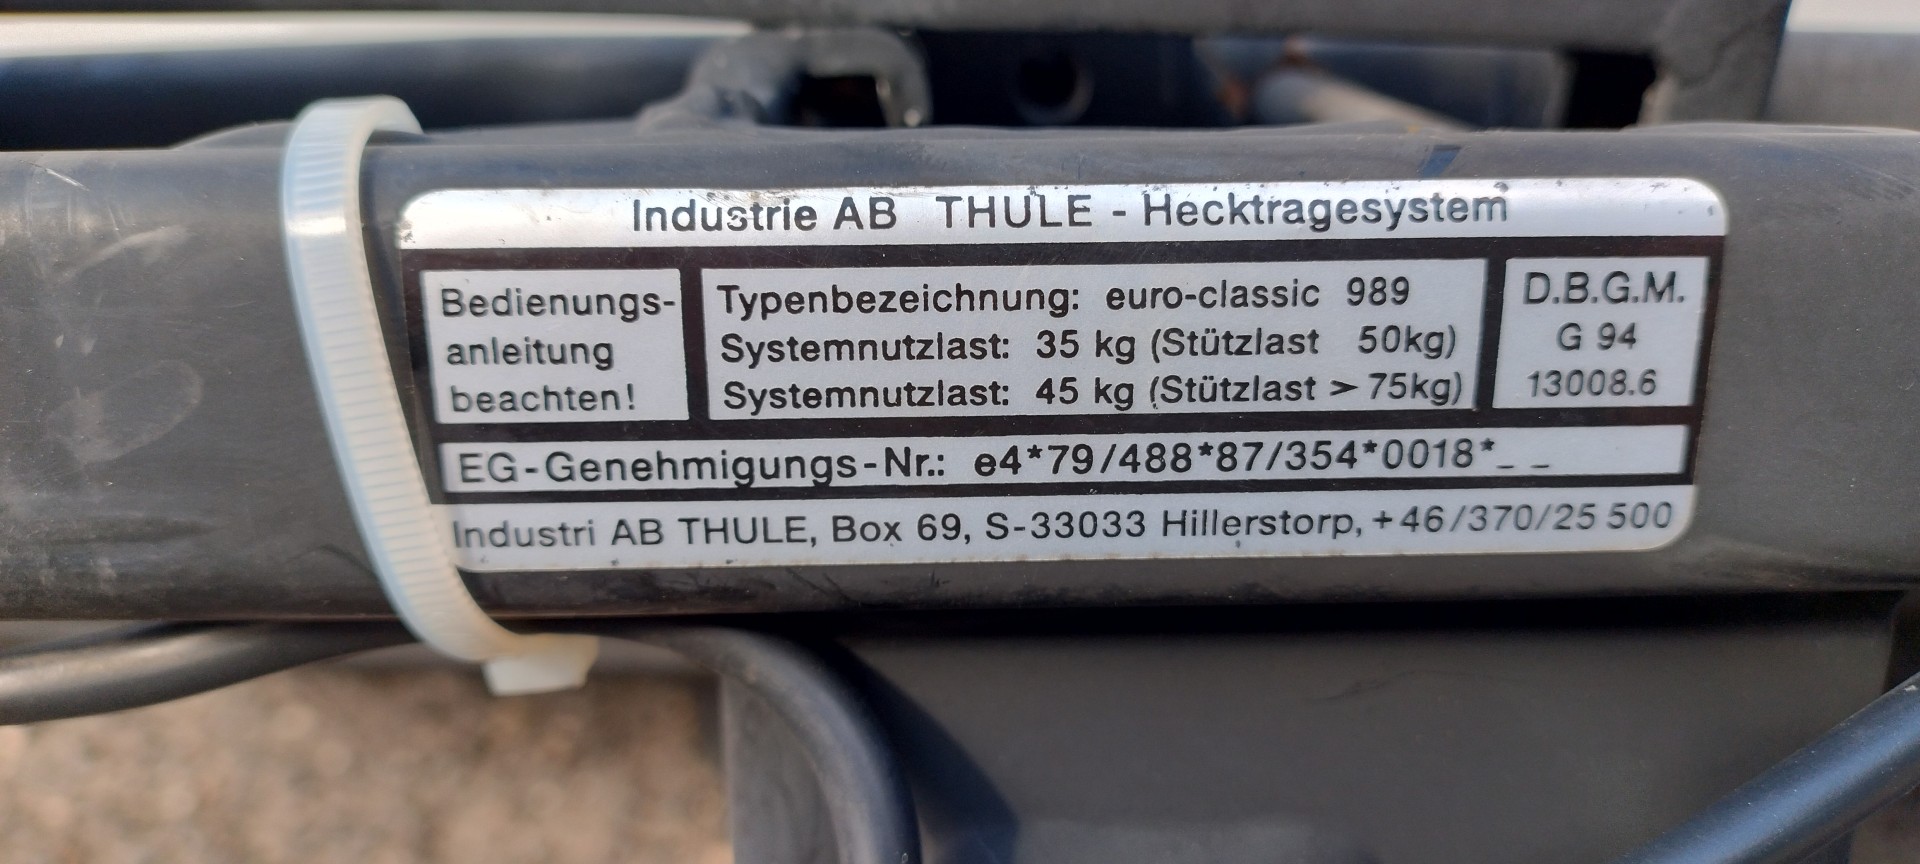 Industrie AB THULE - Hecktragesystem
Bedienungs-
anleitung
beachten!
Typenbezeichnung: euro-classic 989
Systemnutzlast: 35 kg (Stützlast 50kg)
Systemnutzlast: 45 kg (Stützlast > 75kg)
D.B.G.M.
G 94
13008.6
EG-Genehmigungs-Nr.: e4*79/488*87/354*0018*_ _
Industri AB THULE, Box 69, S-33033 Hillerstorp, +46/370/25 500